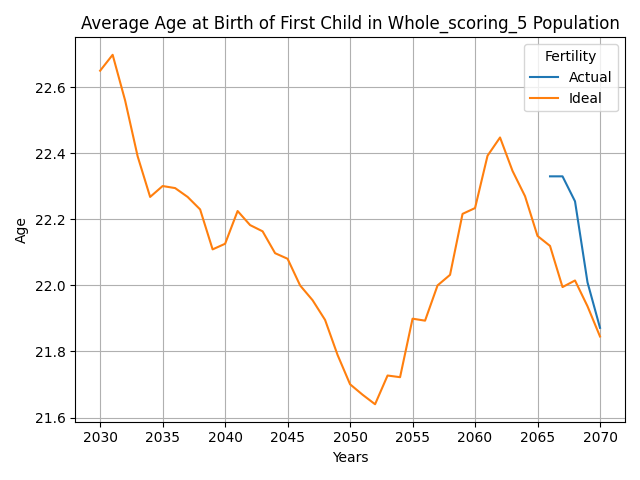 Average Age at Birth of First Child in Whole_scoring_5 Population
Fertility
Actual
Ideal
22.6
22.4
22.2
22.0
21.8
21.6
Age
2030 2035 2040 2045 2050 2055 2060 2065 2070
Years